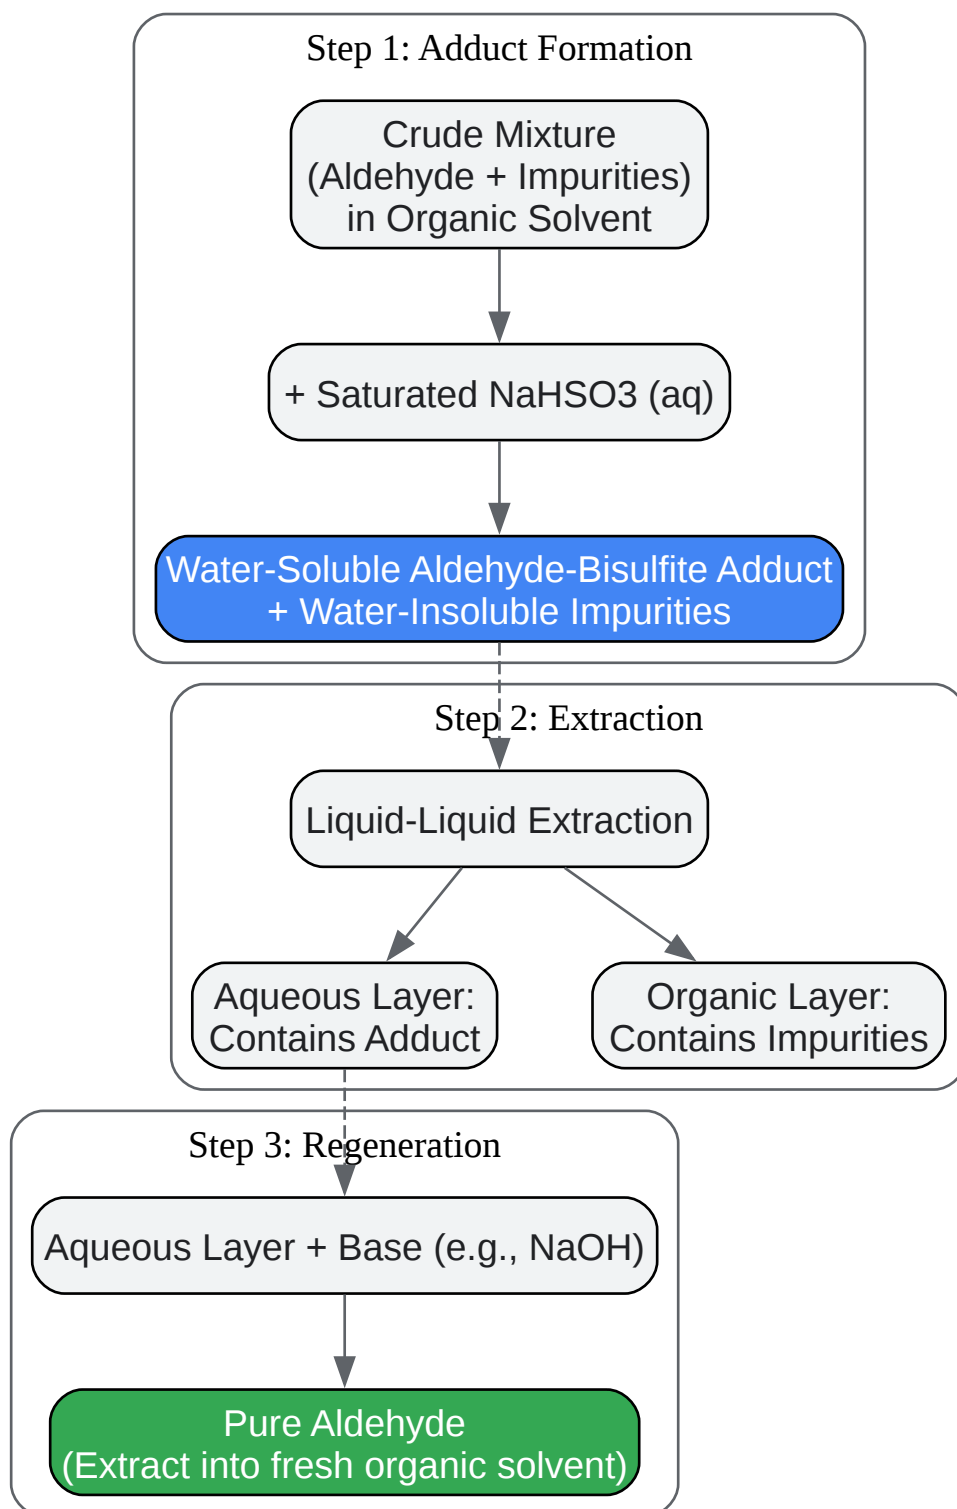 Step 1: Adduct Formation
Crude Mixture
(Aldehyde + Impurities)
in Organic Solvent
+ Saturated NaHSO3 (aq)
Water-Soluble Aldehyde-Bisulfite Adduct
+ Water-Insoluble Impurities
Step 2: Extraction
Liquid-Liquid Extraction
Aqueous Layer:
Contains Adduct
Organic Layer:
Contains Impurities
Step 3: Regeneration
Aqueous Layer + Base (e.g., NaOH)
Pure Aldehyde
(Extract into fresh organic solvent)